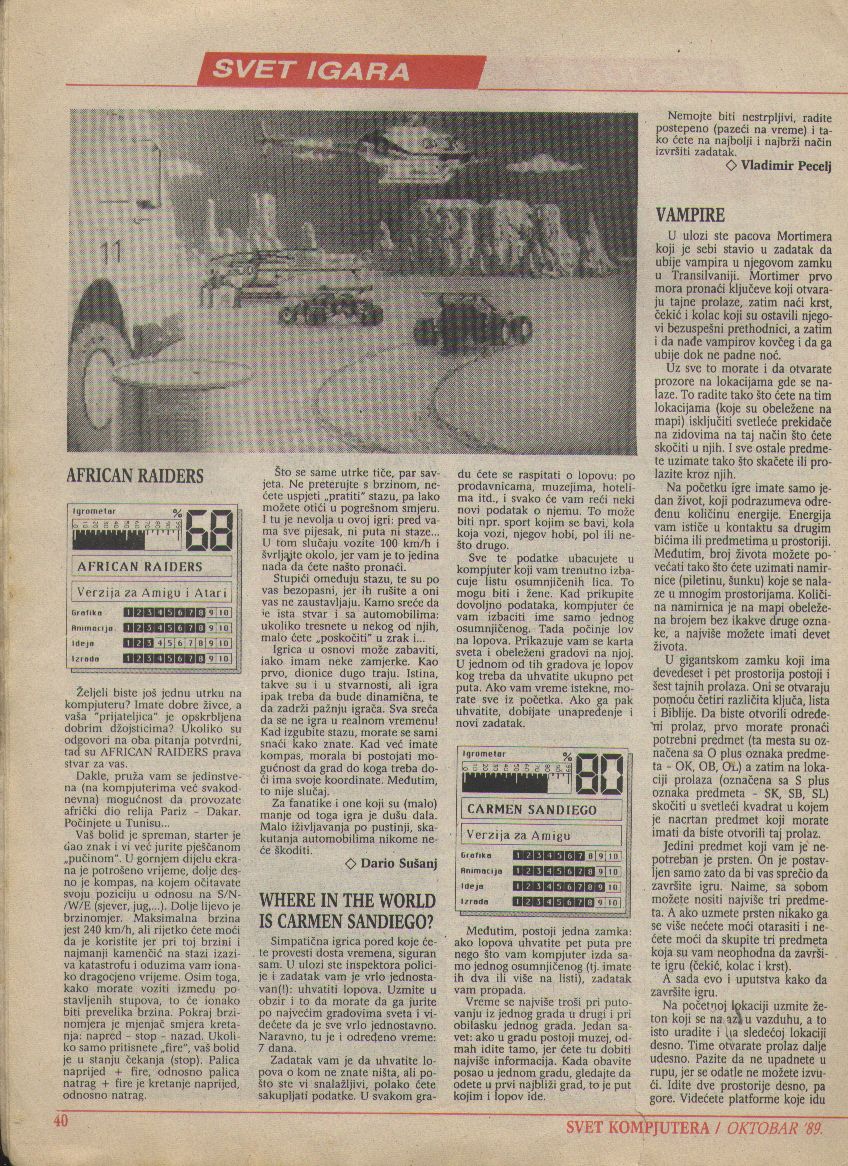 SVET IGARA
11
AFRICAN RAIDERS
Igrometar
%
68
AFRICAN RAIDERS
Verzija za Amigu i Atari
Grafika 1 2 3 4 5 6 7 8 9 10
Animacija 1 2 3 4 5 6 7 8 9 10
Ideja 1 2 3 4 5 6 7 8 9 10
Izrada 1 2 3 4 5 6 7 8 9 10
Željeli biste još jednu utrku na
kompjuteru? Imate dobre živce, a
vaša "prijateljica" je opskrbljena
dobrim džojsticima? Ukoliko su
odgovori na oba pitanja potvrdni,
tad su AFRICAN RAIDERS prava
stvar za vas.
Dakle, pruža vam se jedinstve-
na (na kompjuterima već svakod-
nevna) mogućnost da provozate
afrički dio relija Pariz - Dakar.
Počinjete u Tunisu...
Vaš bolid je spreman, starter je
dao znak i vi već jurite pješčanom
„pučinom". U gornjem dijelu ekra-
na je potrošeno vrijeme, dolje des-
no je kompas, na kojem očitavate
svoju poziciju u odnosu na S/N-
/W/E (sjever, jug,...). Dolje lijevo je
brzinomjer. Maksimalna brzina
jest 240 km/h, ali rijetko ćete moći
da je koristite jer pri toj brzini i
najmanji kamenčić na stazi izazi-
va katastrofu i oduzima vam iona-
ko dragocjeno vrijeme. Osim toga,
kako morate voziti između po-
stavljenih stupova, to će ionako
biti prevelika brzina. Pokraj brzi-
nomjera je mjenjač smjera kreta-
nja: napred - stop - nazad. Ukoli-
ko samo pritisnete „fire", vaš bolid
je u stanju čekanja (stop). Palica
naprijed + fire, odnosno palica
natrag + fire je kretanje naprijed,
odnosno natrag.
Što se same utrke tiče, par sav-
jeta. Ne preterujte s brzinom, ne-
ćete uspjeti „pratiti" stazu, pa lako
možete otići u pogrešnom smjeru.
I tu je nevolja u ovoj igri: pred va-
ma sve pijesak, ni puta ni staze...
U tom slučaju vozite 100 km/h i
švrljajte okolo, jer vam je to jedina
nada da ćete našto pronaći.
Stupići omeđuju stazu, te su po
vas bezopasni, jer ih rušite a oni
vas ne zaustavljaju. Kamo sreće da
je ista stvar i sa automobilima:
ukoliko tresnete u nekog od njih,
malo ćete „poskočiti" u zrak i...
Igrica u osnovi može zabaviti,
iako imam neke zamjerke. Kao
prvo, dionice dugo traju. Istina,
takve su i u stvarnosti, ali igra
ipak treba da bude dinamična, te
da zadrži pažnju igrača. Sva sreća
da se ne igra u realnom vremenu!
Kad izgubite stazu, morate se sami
snaći kako znate. Kad već imate
kompas, morala bi postojati mo-
gućnost da grad do koga treba do-
ći ima svoje koordinate. Međutim,
to nije slučaj.
Za fanatike i one koji su (malo)
manje od toga igra je dušu dala.
Malo iživljavanja po pustinji, ska-
kutanja automobilima nikome ne-
će škoditi.
◇ Dario Sušanj
WHERE IN THE WORLD
IS CARMEN SANDIEGO?
Simpatična igrica pored koje će-
te provesti dosta vremena, siguran
sam. U ulozi ste inspektora polici-
je i zadatak vam je vrlo jednosta-
van(!): uhvatiti lopova. Uzmite u
obzir i to da morate da ga jurite
po najvećim gradovima sveta i vi-
dećete da je sve vrlo jednostavno.
Naravno, tu je i određeno vreme:
7 dana.
Zadatak vam je da uhvatite lo-
pova o kom ne znate ništa, ali po-
što ste vi snalažljivi, polako ćete
sakupljati podatke. U svakom gra-
du ćete se raspitati o lopovu: po
prodavnicama, muzejima, hoteli-
ma itd., i svako će vam reći neki
novi podatak o njemu. To može
biti npr. sport kojim se bavi, kola
koja vozi, njegov hobi, pol ili ne-
što drugo.
Sve te podatke ubacujete u
kompjuter koji vam trenutno izba-
cuje listu osumnjičenih lica. To
mogu biti i žene. Kad prikupite
dovoljno podataka, kompjuter će
vam izbaciti ime samo jednog
osumnjičenog. Tada počinje lov
na lopova. Prikazuje vam se karta
sveta i obeleženi gradovi na njoj.
U jednom od tih gradova je lopov
kog treba da uhvatite ukupno pet
puta. Ako vam vreme istekne, mo-
rate sve iz početka. Ako ga pak
uhvatite, dobijate unapređenje i
novi zadatak.
Igrometar
%
80
CARMEN SANDIEGO
Verzija za Amigu
Grafika 1 2 3 4 5 6 7 8 9 10
Animacija 1 2 3 4 5 6 7 8 9 10
Ideja 1 2 3 4 5 6 7 8 9 10
Izrada 1 2 3 4 5 6 7 8 9 10
Međutim, postoji jedna zamka:
ako lopova uhvatite pet puta pre
nego što vam kompjuter izda sa-
mo jednog osumnjičenog (tj. imate
ih dva ili više na listi), zadatak
vam propada.
Vreme se najviše troši pri puto-
vanju iz jednog grada u drugi i pri
obilasku jednog grada. Jedan sa-
vet: ako u gradu postoji muzej, od-
mah idite tamo, jer ćete tu dobiti
najviše informacija. Kada obavite
posao u jednom gradu, gledajte da
odete u prvi najbliži grad, to je put
kojim i lopov ide.
Nemojte biti nestrpljivi, radite
postepeno (pazeći na vreme) i ta-
ko ćete na najbolji i najbrži način
izvršiti zadatak.
◇ Vladimir Pecelj
VAMPIRE
U ulozi ste pacova Mortimera
koji je sebi stavio u zadatak da
ubije vampira u njegovom zamku
u Transilvaniji. Mortimer prvo
mora pronaći ključeve koji otvara-
ju tajne prolaze, zatim naći krst,
čekić i kolac koji su ostavili njego-
vi bezuspešni prethodnici, a zatim
i da nađe vampirov kovčeg i da ga
ubije dok ne padne noć.
Uz sve to morate i da otvarate
prozore na lokacijama gde se na-
laze. To radite tako što ćete na tim
lokacijama (koje su obeležene na
mapi) isključiti svetleće prekidače
na zidovima na taj način što ćete
skočiti u njih. I sve ostale predme-
te uzimate tako što skačete ili pro-
lazite kroz njih.
Na početku igre imate samo je-
dan život, koji podrazumeva odre-
đenu količinu energije. Energija
vam ističe u kontaktu sa drugim
bićima ili predmetima u prostoriji.
Međutim, broj života možete po-
većati tako što ćete uzimati namir-
nice (piletinu, šunku) koje se nala-
ze u mnogim prostorijama. Količi-
na namirnica je na mapi obeleže-
na brojem bez ikakve druge ozna-
ke, a najviše možete imati devet
života.
U gigantskom zamku koji ima
devedeset i pet prostorija postoji i
šest tajnih prolaza. Oni se otvaraju
pomoću četiri različita ključa, lista
i Biblije. Da biste otvorili određe-
ni prolaz, prvo morate pronaći
potrebni predmet (ta mesta su oz-
načena sa O plus oznaka predme-
ta - OK, OB, OL) a zatim na loka-
ciji prolaza (označena sa S plus
oznaka predmeta - SK, SB, SL)
skočiti u svetleći kvadrat u kojem
je nacrtan predmet koji morate
imati da biste otvorili taj prolaz.
Jedini predmet koji vam je ne-
potreban je prsten. On je postav-
ljen samo zato da bi vas sprečio da
završite igru. Naime, sa sobom
možete nositi najviše tri predme-
ta. A ako uzmete prsten nikako ga
se više nećete moći otarasiti i ne-
ćete moći da skupite tri predmeta
koja su vam neophodna da završi-
te igru (čekić, kolac i krst).
A sada evo i uputstva kako da
završite igru.
Na početnoj lokaciji uzmite že-
ton koji se nalazi u vazduhu, a to
isto uradite i na sledećoj lokaciji
desno. Time otvarate prolaz dalje
udesno. Pazite da ne upadnete u
rupu, jer se odatle ne možete izvu-
ći. Idite dve prostorije desno, pa
gore. Videćete platforme koje idu
40
SVET KOMPJUTERA / OKTOBAR '89.